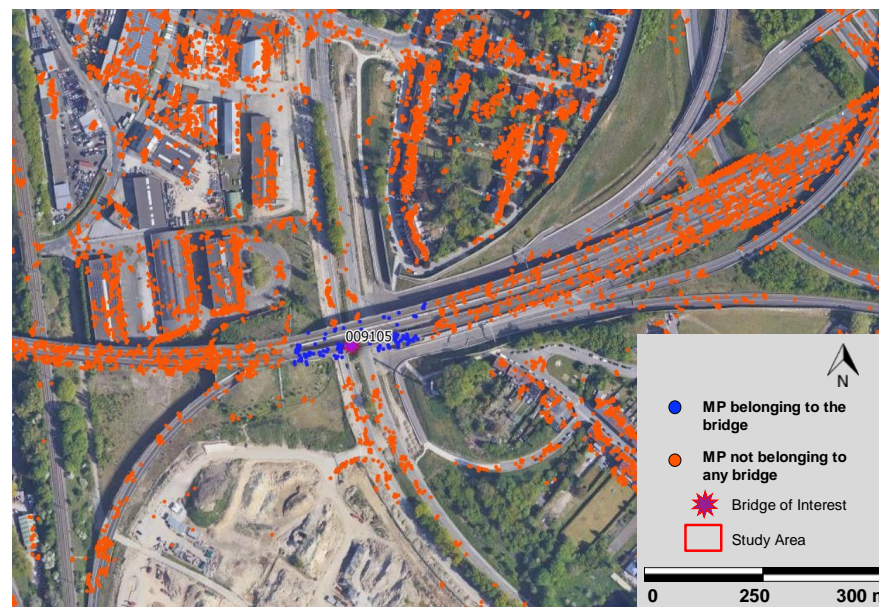 009105
N
MP belonging to the
bridge
MP not belonging to
any bridge
Bridge of Interest
Study Area
0 250 300 m